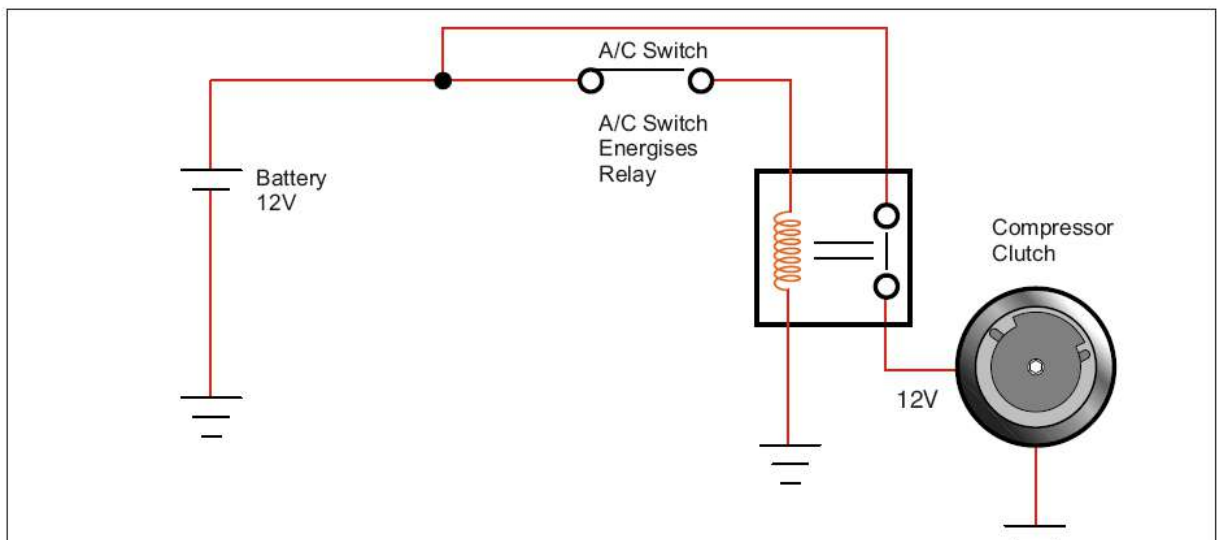 A/C Switch
A/C Switch
Energises
Relay
Battery
12V
Compressor
Clutch
12V